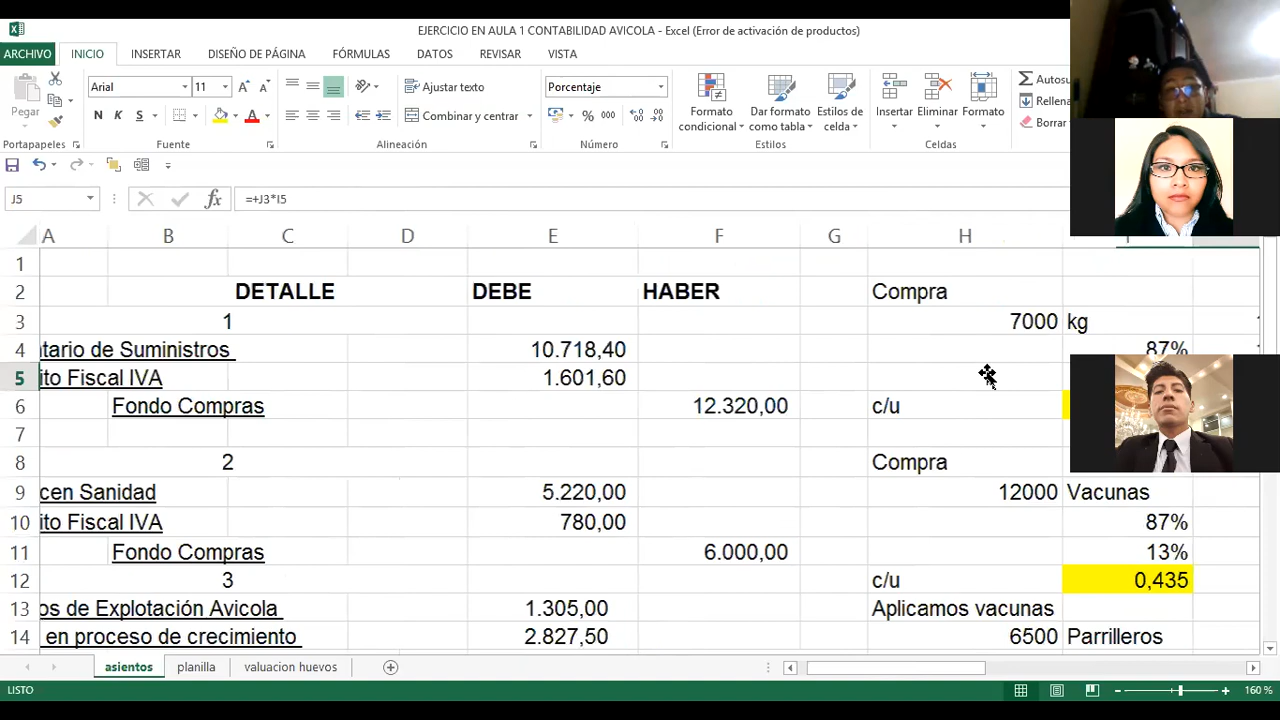 EJERCICIO EN AULA 1 CONTABILIDAD AVICOLA - Excel (Error de activación de productos)
ARCHIVO INICIO INSERTAR DISEÑO DE PÁGINA FÓRMULAS DATOS REVISAR VISTA
Arial 11 Ajustar texto Porcentaje Autosu
Pegar Formato condicional Dar formato como tabla Estilos de celda Insertar Eliminar Formato Rellena
N K S A Combinar y centrar % 000 Borrar
Portapapeles Fuente Alineación Número Estilos Celdas
J5 fx =+J3*I5
A B C D E F G H
1
2 DETALLE DEBE HABER Compra
3 1 7000 kg
4 tario de Suministros 10.718,40 87%
5 ito Fiscal IVA 1.601,60
6 Fondo Compras 12.320,00 c/u
7
8 2 Compra
9 cen Sanidad 5.220,00 12000 Vacunas
10 ito Fiscal IVA 780,00 87%
11 Fondo Compras 6.000,00 13%
12 3 c/u 0,435
13 os de Explotación Avicola 1.305,00 Aplicamos vacunas
14 en proceso de crecimiento 2.827,50 6500 Parrilleros
asientos planilla valuacion huevos
LISTO 160 %